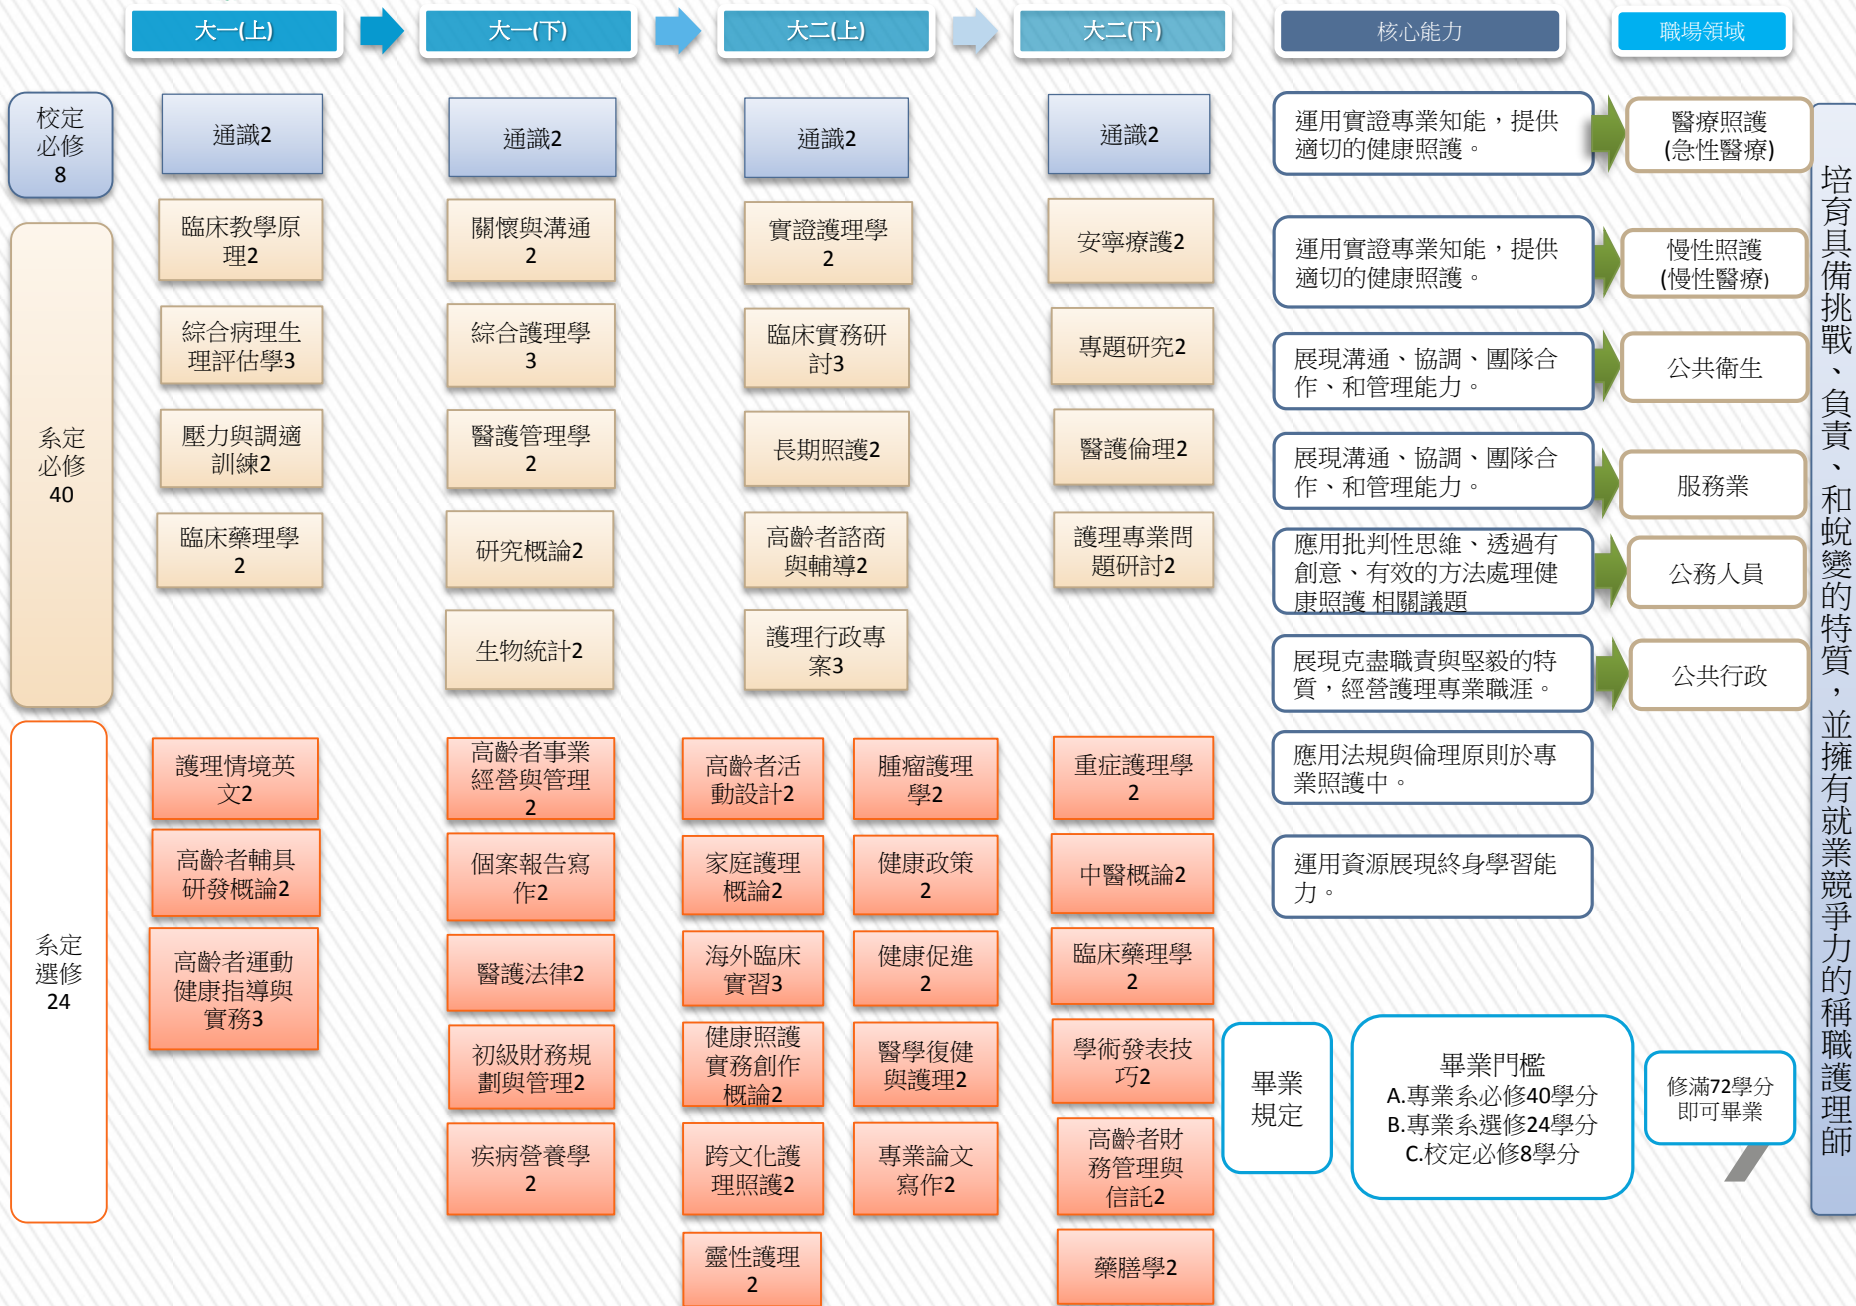 大一(上)
大一(下)
大二(上)
大二(下)
核心能力
職場領域
校定
必修
8
通識2
通識2
通識2
通識2
系定
必修
40
臨床教學原
理2
綜合病理生
理評估學3
壓力與調適
訓練2
臨床藥理學
2
關懷與溝通
2
綜合護理學
3
醫護管理學
2
研究概論2
生物統計2
實證護理學
2
臨床實務研
討3
長期照護2
高齡者諮商
與輔導2
護理行政專
案3
安寧療護2
專題研究2
醫護倫理2
護理專業問
題研討2
系定
選修
24
護理情境英
文2
高齡者輔具
研發概論2
高齡者運動
健康指導與
實務3
高齡者事業
經營與管理
2
個案報告寫
作2
醫護法律2
初級財務規
劃與管理2
疾病營養學
2
高齡者活
動設計2
家庭護理
概論2
海外臨床
實習3
健康照護
實務創作
概論2
跨文化護
理照護2
靈性護理
2
腫瘤護理
學2
健康政策
2
健康促進
2
醫學復健
與護理2
專業論文
寫作2
重症護理學
2
中醫概論2
臨床藥理學
2
學術發表技
巧2
高齡者財
務管理與
信託2
藥膳學2
運用實證專業知能，提供
適切的健康照護。
醫療照護
(急性醫療)
運用實證專業知能，提供
適切的健康照護。
慢性照護
(慢性醫療)
展現溝通、協調、團隊合
作、和管理能力。
公共衛生
展現溝通、協調、團隊合
作、和管理能力。
服務業
應用批判性思維、透過有
創意、有效的方法處理健
康照護 相關議題
公務人員
展現克盡職責與堅毅的特
質，經營護理專業職涯。
公共行政
應用法規與倫理原則於專
業照護中。
運用資源展現終身學習能
力。
畢業
規定
畢業門檻
A.專業系必修40學分
B.專業系選修24學分
C.校定必修8學分
修滿72學分
即可畢業
培育具備挑戰、負責、和蛻變的特質，並擁有就業競爭力的稱職護理師